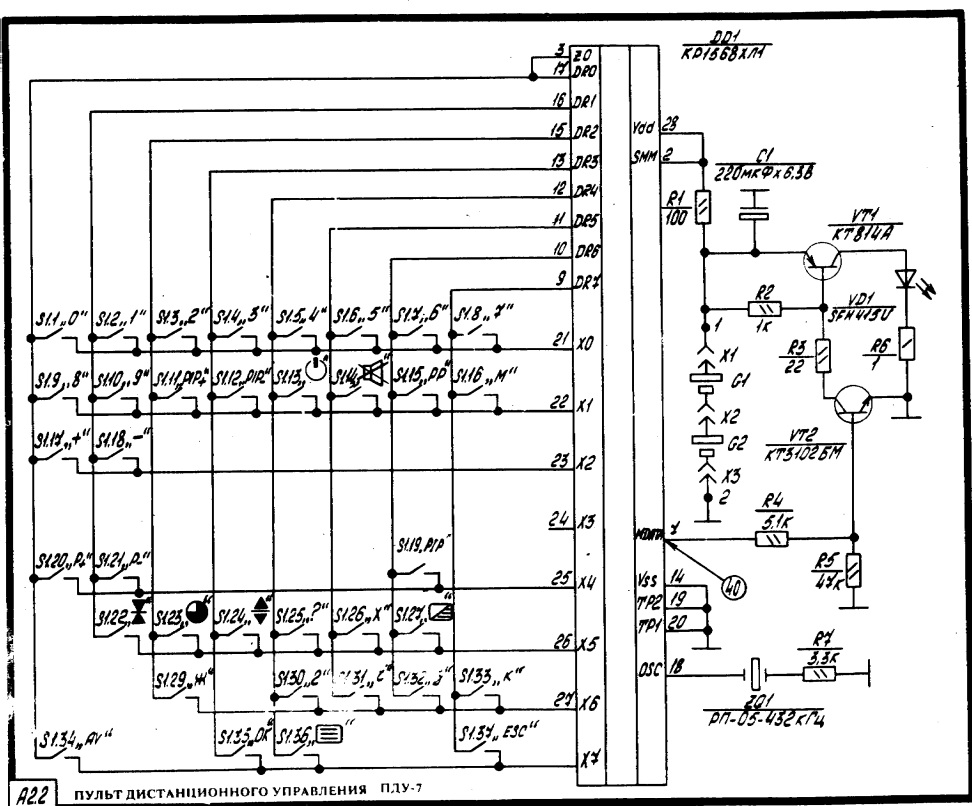 DD1
КР1568ХЛ1
3 Z0
17 DR0
16 DR1
15 DR2
13 DR3
12 DR4
11 DR5
10 DR6
9 DR7
Vdd 28
SMM 2
C1
220мкФх6,3В
R1
100
VT1
КТ814А
R2
1К
VD1
R3
22
R6
1
1
X1
G1
X2
G2
X3
2
VT2
КТ3102БМ
S1.1 „0“ S1.2 „1“ S1.3 „2“ S1.4 „3“ S1.5 „4“ S1.6 „5“ S1.7 „6“ S1.8 „7“
21 X0
S1.9 „8“ S1.10 „9“ S1.11 „PIP+“ S1.12 „PIP“ S1.13 „ “ S1.14 „ “ S1.15 „PP“ S1.16 „M“
22 X1
S1.17 „+“ S1.18 „–“
23 X2
24 X3
S1.19 „PTP“
S1.20 „P+“ S1.21 „P-“
25 X4
S1.22 „ “ S1.23 „ “ S1.24 „ “ S1.25 „?“ S1.26 „X“ S1.27 „ “
26 X5
S1.29 „Ж“ S1.30 „2“ S1.31 S1.32 S1.33 „К“
27 X6
S1.34 „AV“ S1.35 „OK“ S1.36 „ “ S1.37 „ESC“
X7
7
R4
5,1К
R5
47К
40
Vss 14
TP2 19
TP1 20
OSC 18
R7
3,3К
ZQ1
РП-05-432кГц
А2.2 ПУЛЬТ ДИСТАНЦИОННОГО УПРАВЛЕНИЯ ПДУ-7